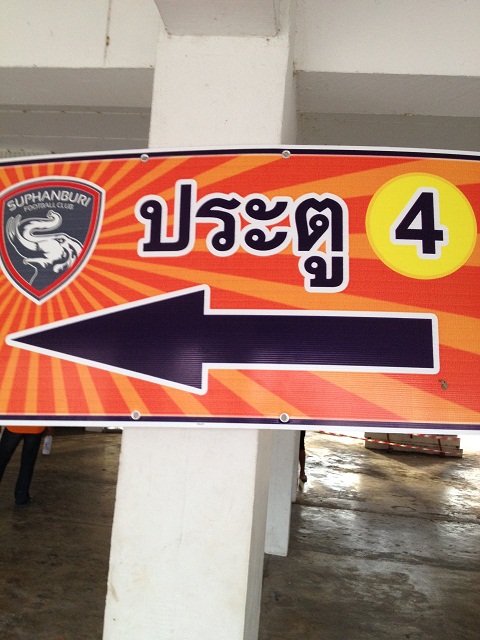 SUPHANBURI
FOOTBALL CLUB
ประตู 4